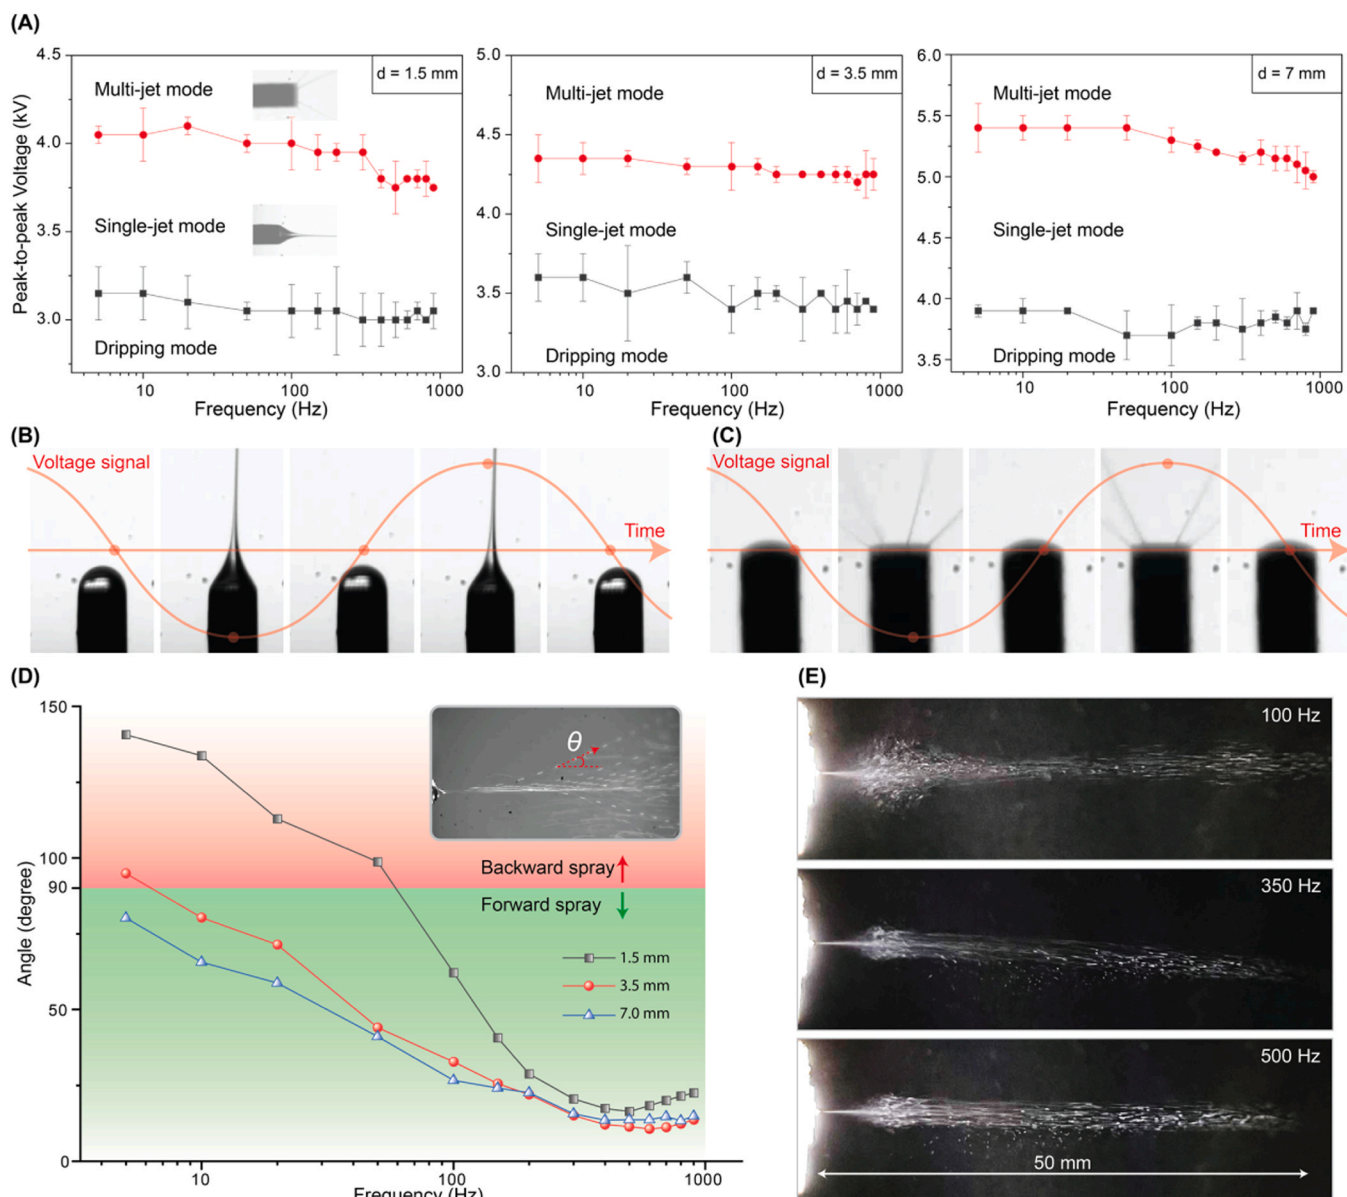 (A)
4.5
4.0
3.5
3.0
Peak-to-peak Voltage (kV)
d = 1.5 mm
Multi-jet mode
Single-jet mode
Dripping mode
10
100
1000
Frequency (Hz)
5.0
4.5
4.0
3.5
3.0
d = 3.5 mm
Multi-jet mode
Single-jet mode
Dripping mode
10
100
1000
Frequency (Hz)
6.0
5.5
5.0
4.5
4.0
3.5
d = 7 mm
Multi-jet mode
Single-jet mode
Dripping mode
10
100
1000
Frequency (Hz)
(B)
Voltage signal
Time
(C)
Voltage signal
Time
(D)
150
100
90
50
0
Angle (degree)
θ
Backward spray
Forward spray
1.5 mm
3.5 mm
7.0 mm
10
100
1000
Frequency (Hz)
(E)
100 Hz
350 Hz
500 Hz
50 mm